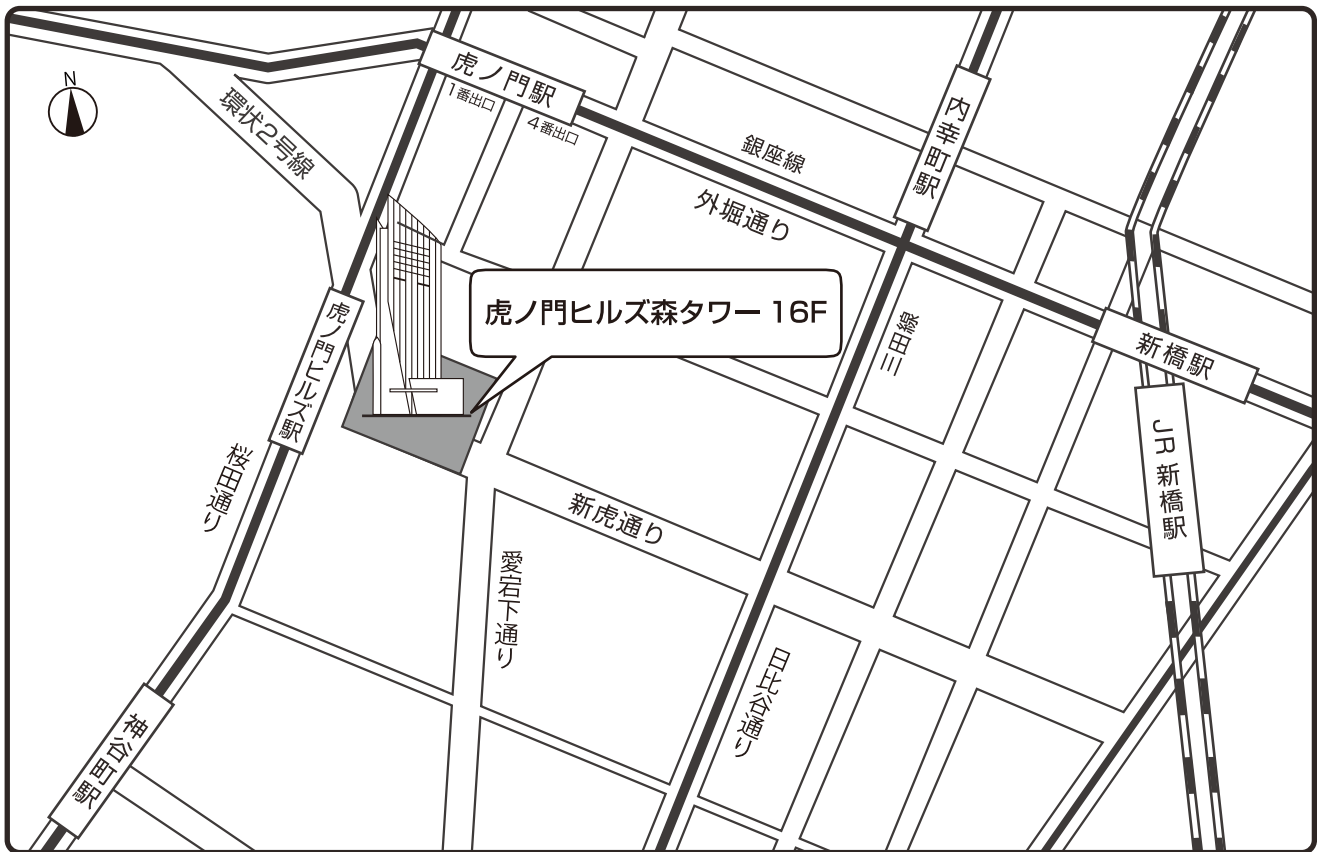 N
環状2号線
虎ノ門駅
1番出口
4番出口
銀座線
外堀通り
内幸町駅
虎ノ門ヒルズ森タワー 16F
虎ノ門ヒルズ駅
三田線
新橋駅
JR 新橋駅
桜田通り
新虎通り
愛宕下通り
日比谷通り
神谷町駅